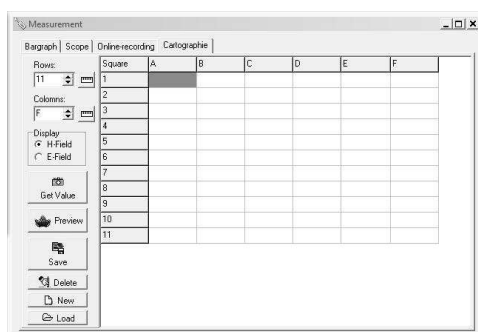 Measurement
Bargraph Scope Online-recording Cartographie
Rows:
11
Colomns:
F
Display
H-Field
E-Field
Get Value
Preview
Save
Delete
New
Load
Square A B C D E F
1
2
3
4
5
6
7
8
9
10
11